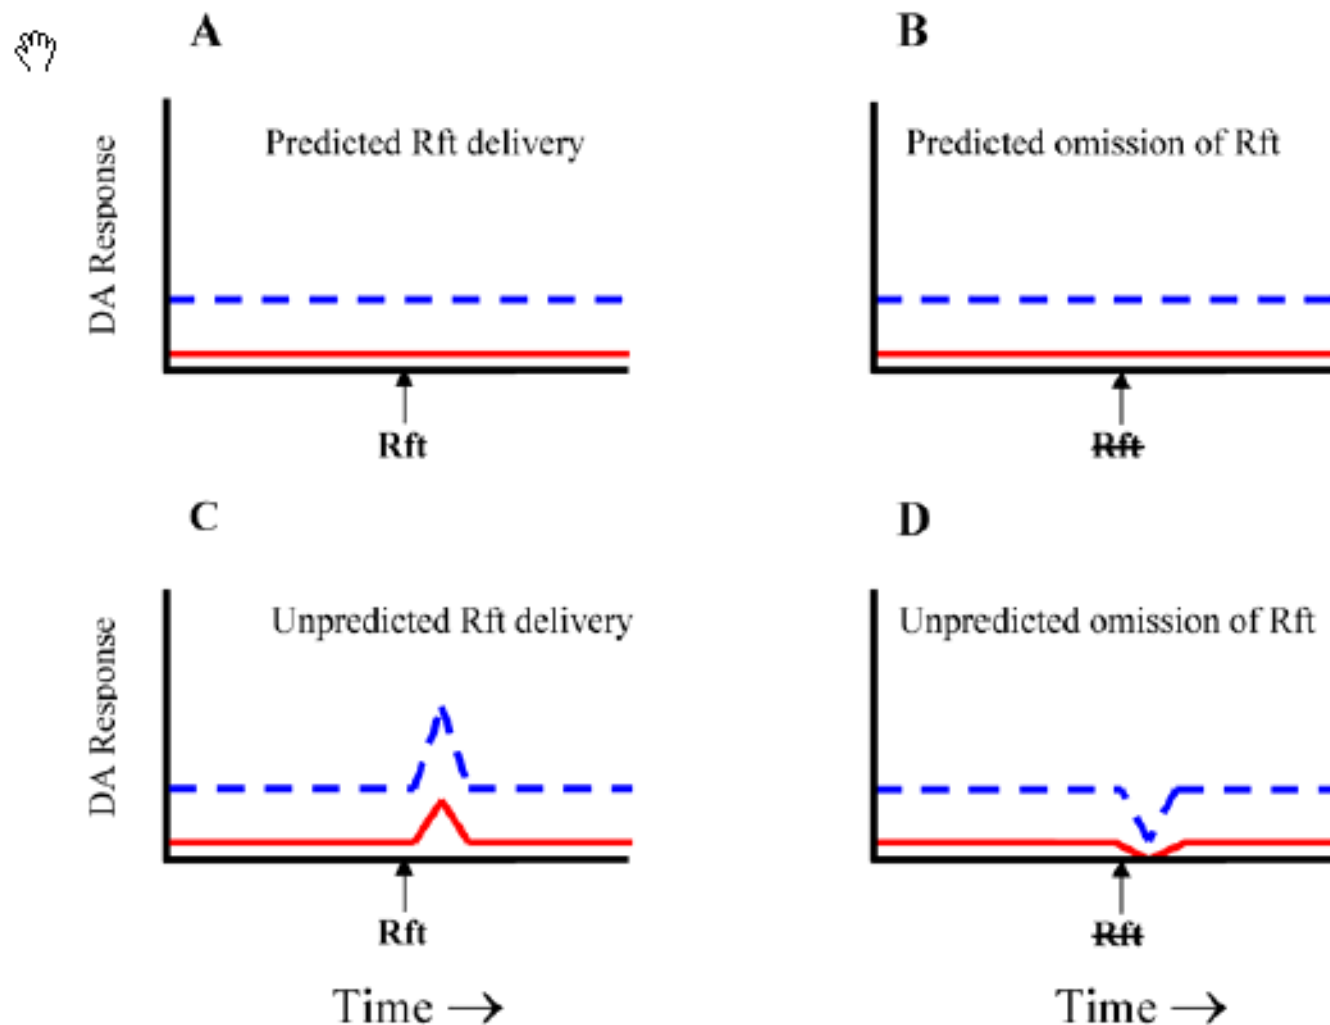 A
B
Predicted Rft delivery
Predicted omission of Rft
DA Response
Rft
Rft
C
D
Unpredicted Rft delivery
Unpredicted omission of Rft
DA Response
Rft
Rft
Time →
Time →